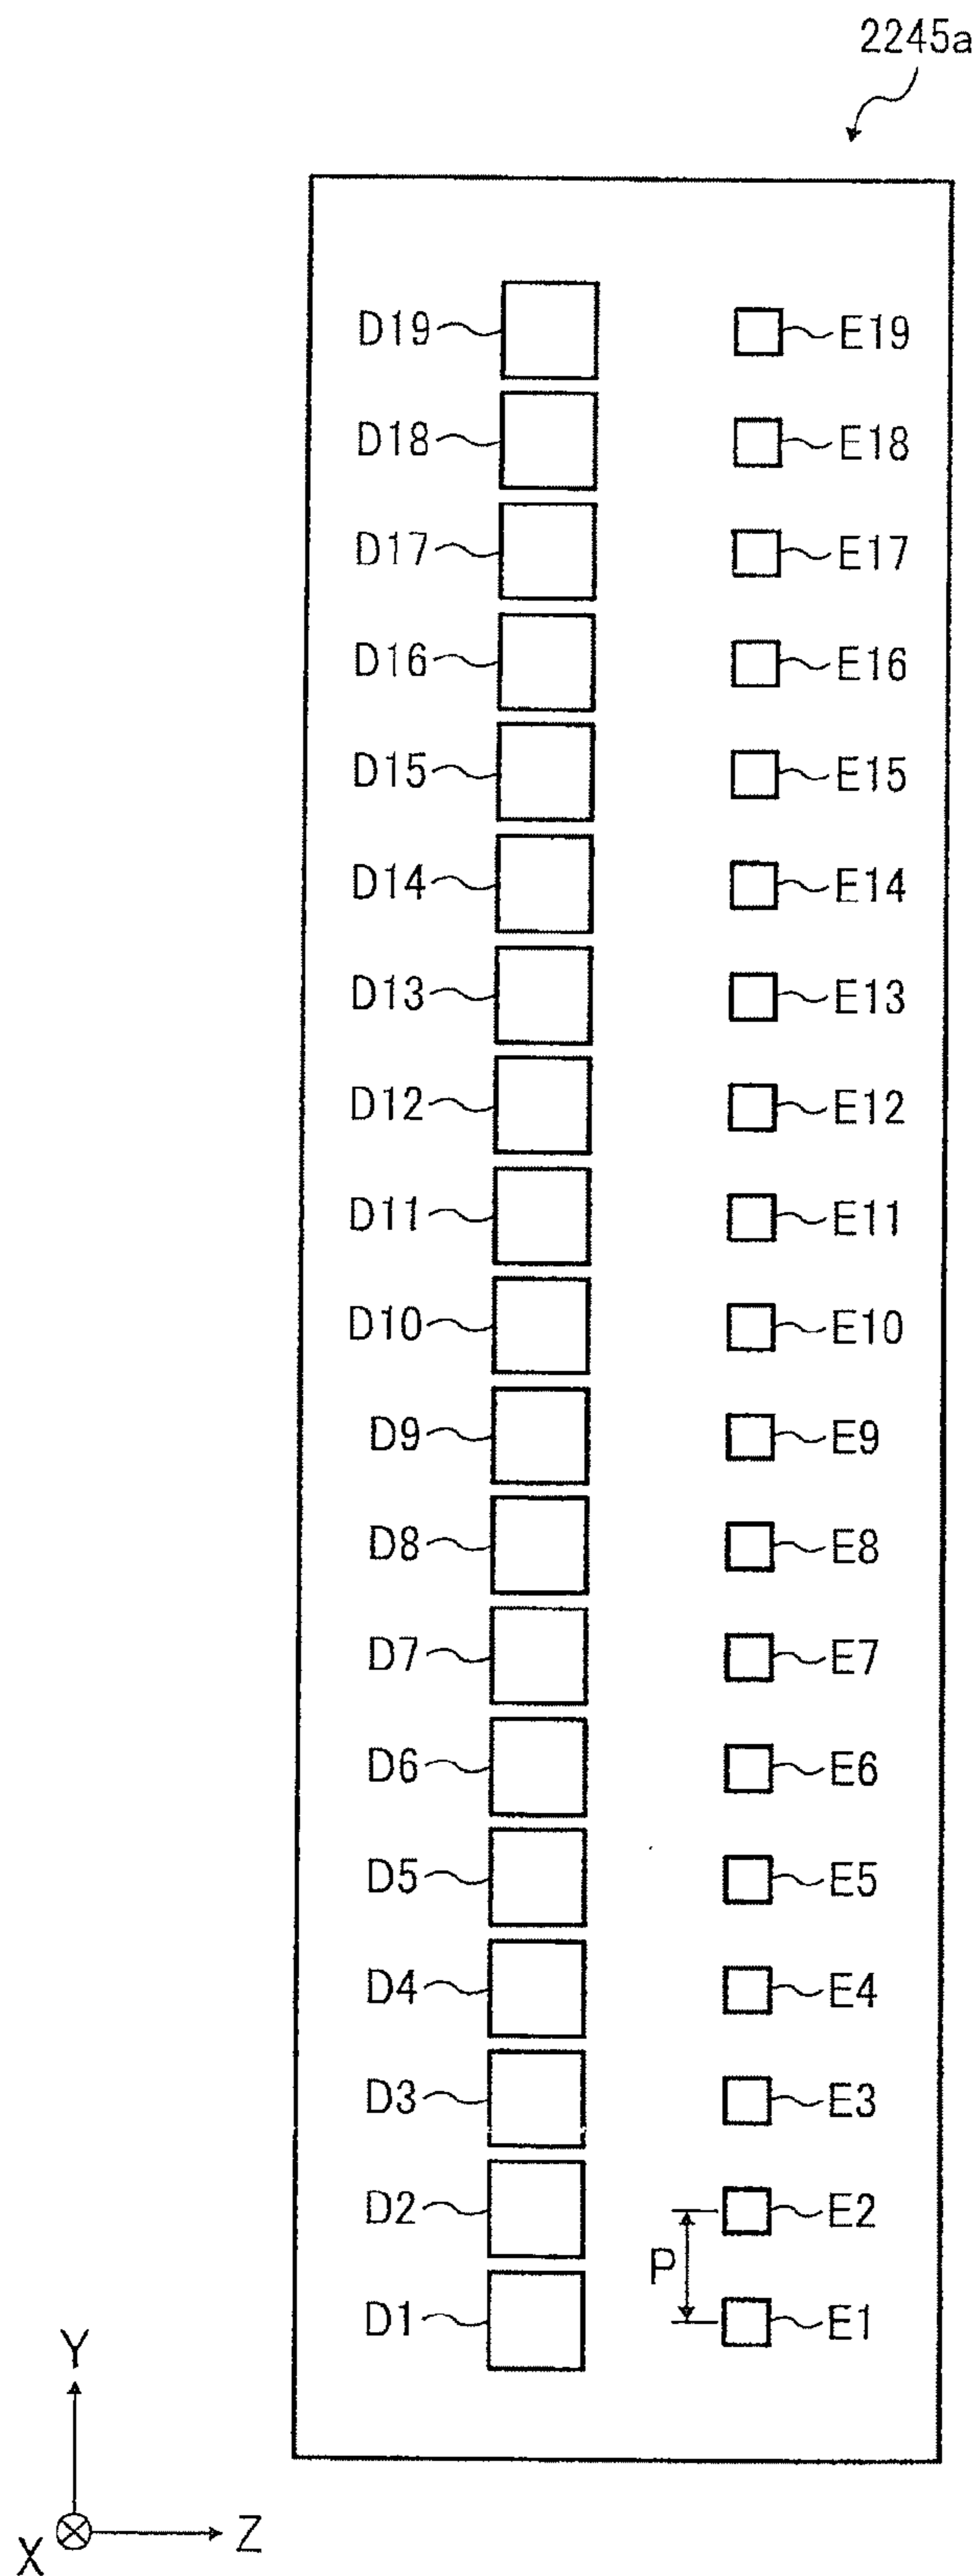 2245a
D19 E19
D18 E18
D17 E17
D16 E16
D15 E15
D14 E14
D13 E13
D12 E12
D11 E11
D10 E10
D9 E9
D8 E8
D7 E7
D6 E6
D5 E5
D4 E4
D3 E3
D2 E2
P
D1 E1
Y
X Z